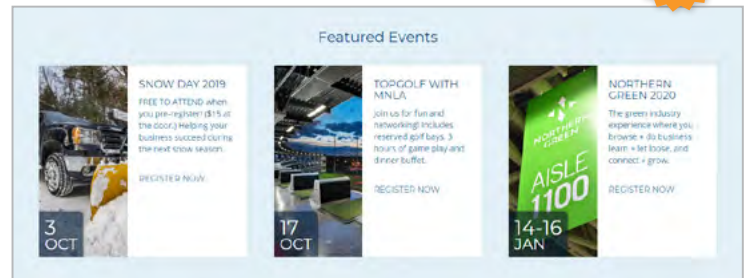 Featured Events
SNOW DAY 2019
FREE TO ATTEND when
you pre-register! ($15 at
the door.) Helping your
business succeed during
the next snow season.
REGISTER NOW
3
OCT
TOPGOLF WITH
MNLA
Join us for fun and
networking! Includes
reserved golf bays, 3
hours of game play and
dinner buffet.
REGISTER NOW
17
OCT
NORTHERN
GREEN 2020
The green industry
experience where you
browse + do business
learn + let loose, and
connect + grow.
REGISTER NOW
NORTHERN
GREEN
AISLE
1100
14-16
JAN